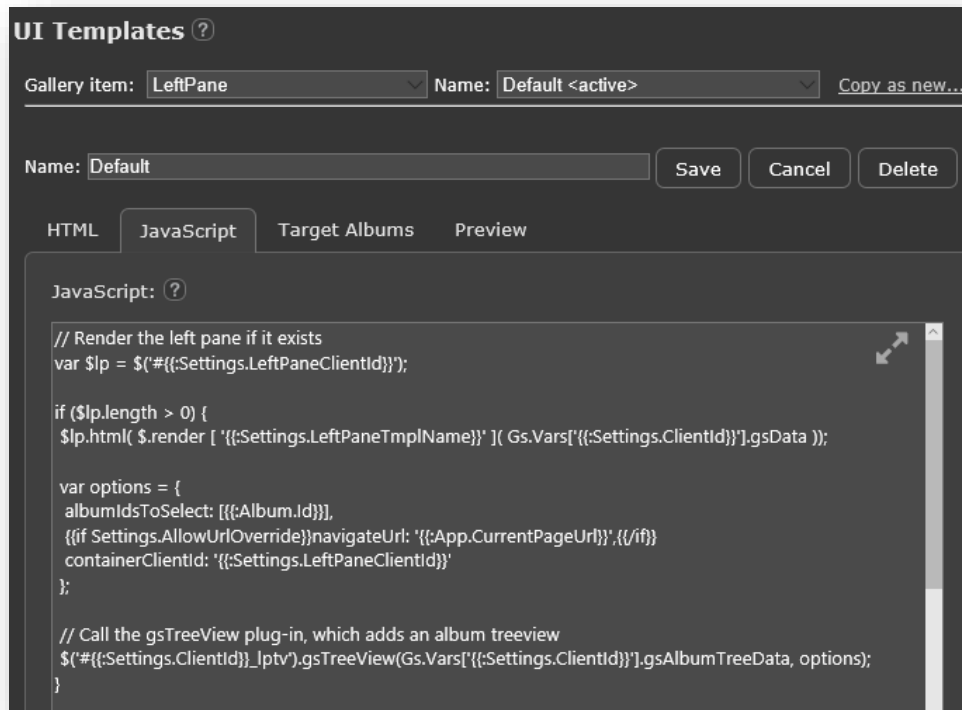 UI Templates ?
Gallery item: LeftPane Name: Default <active> Copy as new...
Name: Default Save Cancel Delete
HTML JavaScript Target Albums Preview
JavaScript: ?
// Render the left pane if it exists
var $lp = $('#{{:Settings.LeftPaneClientId}}');
if ($lp.length > 0) {
$lp.html( $.render [ '{{:Settings.LeftPaneTmplName}}' ]( Gs.Vars['{{:Settings.ClientId}}'].gsData ));
var options = {
albumIdsToSelect: [{{:Album.Id}}],
{{if Settings.AllowUrlOverride}}navigateUrl: '{{:App.CurrentPageUrl}}',{{/if}}
containerClientId: '{{:Settings.LeftPaneClientId}}'
};
// Call the gsTreeView plug-in, which adds an album treeview
$('#{{:Settings.ClientId}}_lptv').gsTreeView(Gs.Vars['{{:Settings.ClientId}}'].gsAlbumTreeData, options);
}